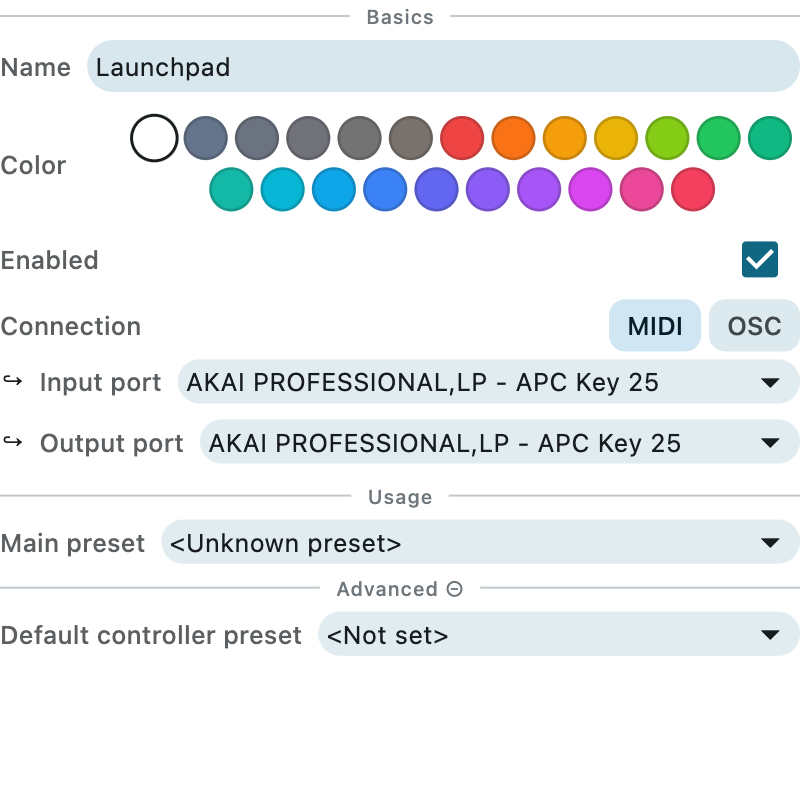 Basics
Name Launchpad
Color
Enabled
Connection MIDI OSC
Input port AKAI PROFESSIONAL,LP - APC Key 25
Output port AKAI PROFESSIONAL,LP - APC Key 25
Usage
Main preset <Unknown preset>
Advanced
Default controller preset <Not set>